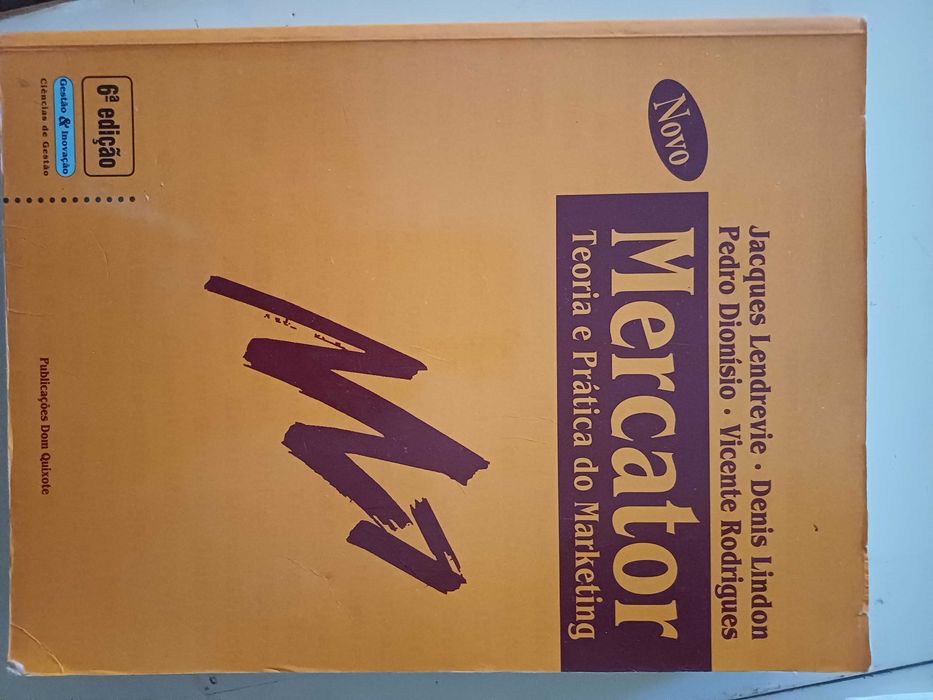 Jacques Lendrevie · Denis Lindon
Pedro Dionísio · Vicente Rodrigues
Novo
Mercator
Teoria e Prática do Marketing
6ª edição
Gestão & Inovação
Ciências de Gestão
Publicações Dom Quixote